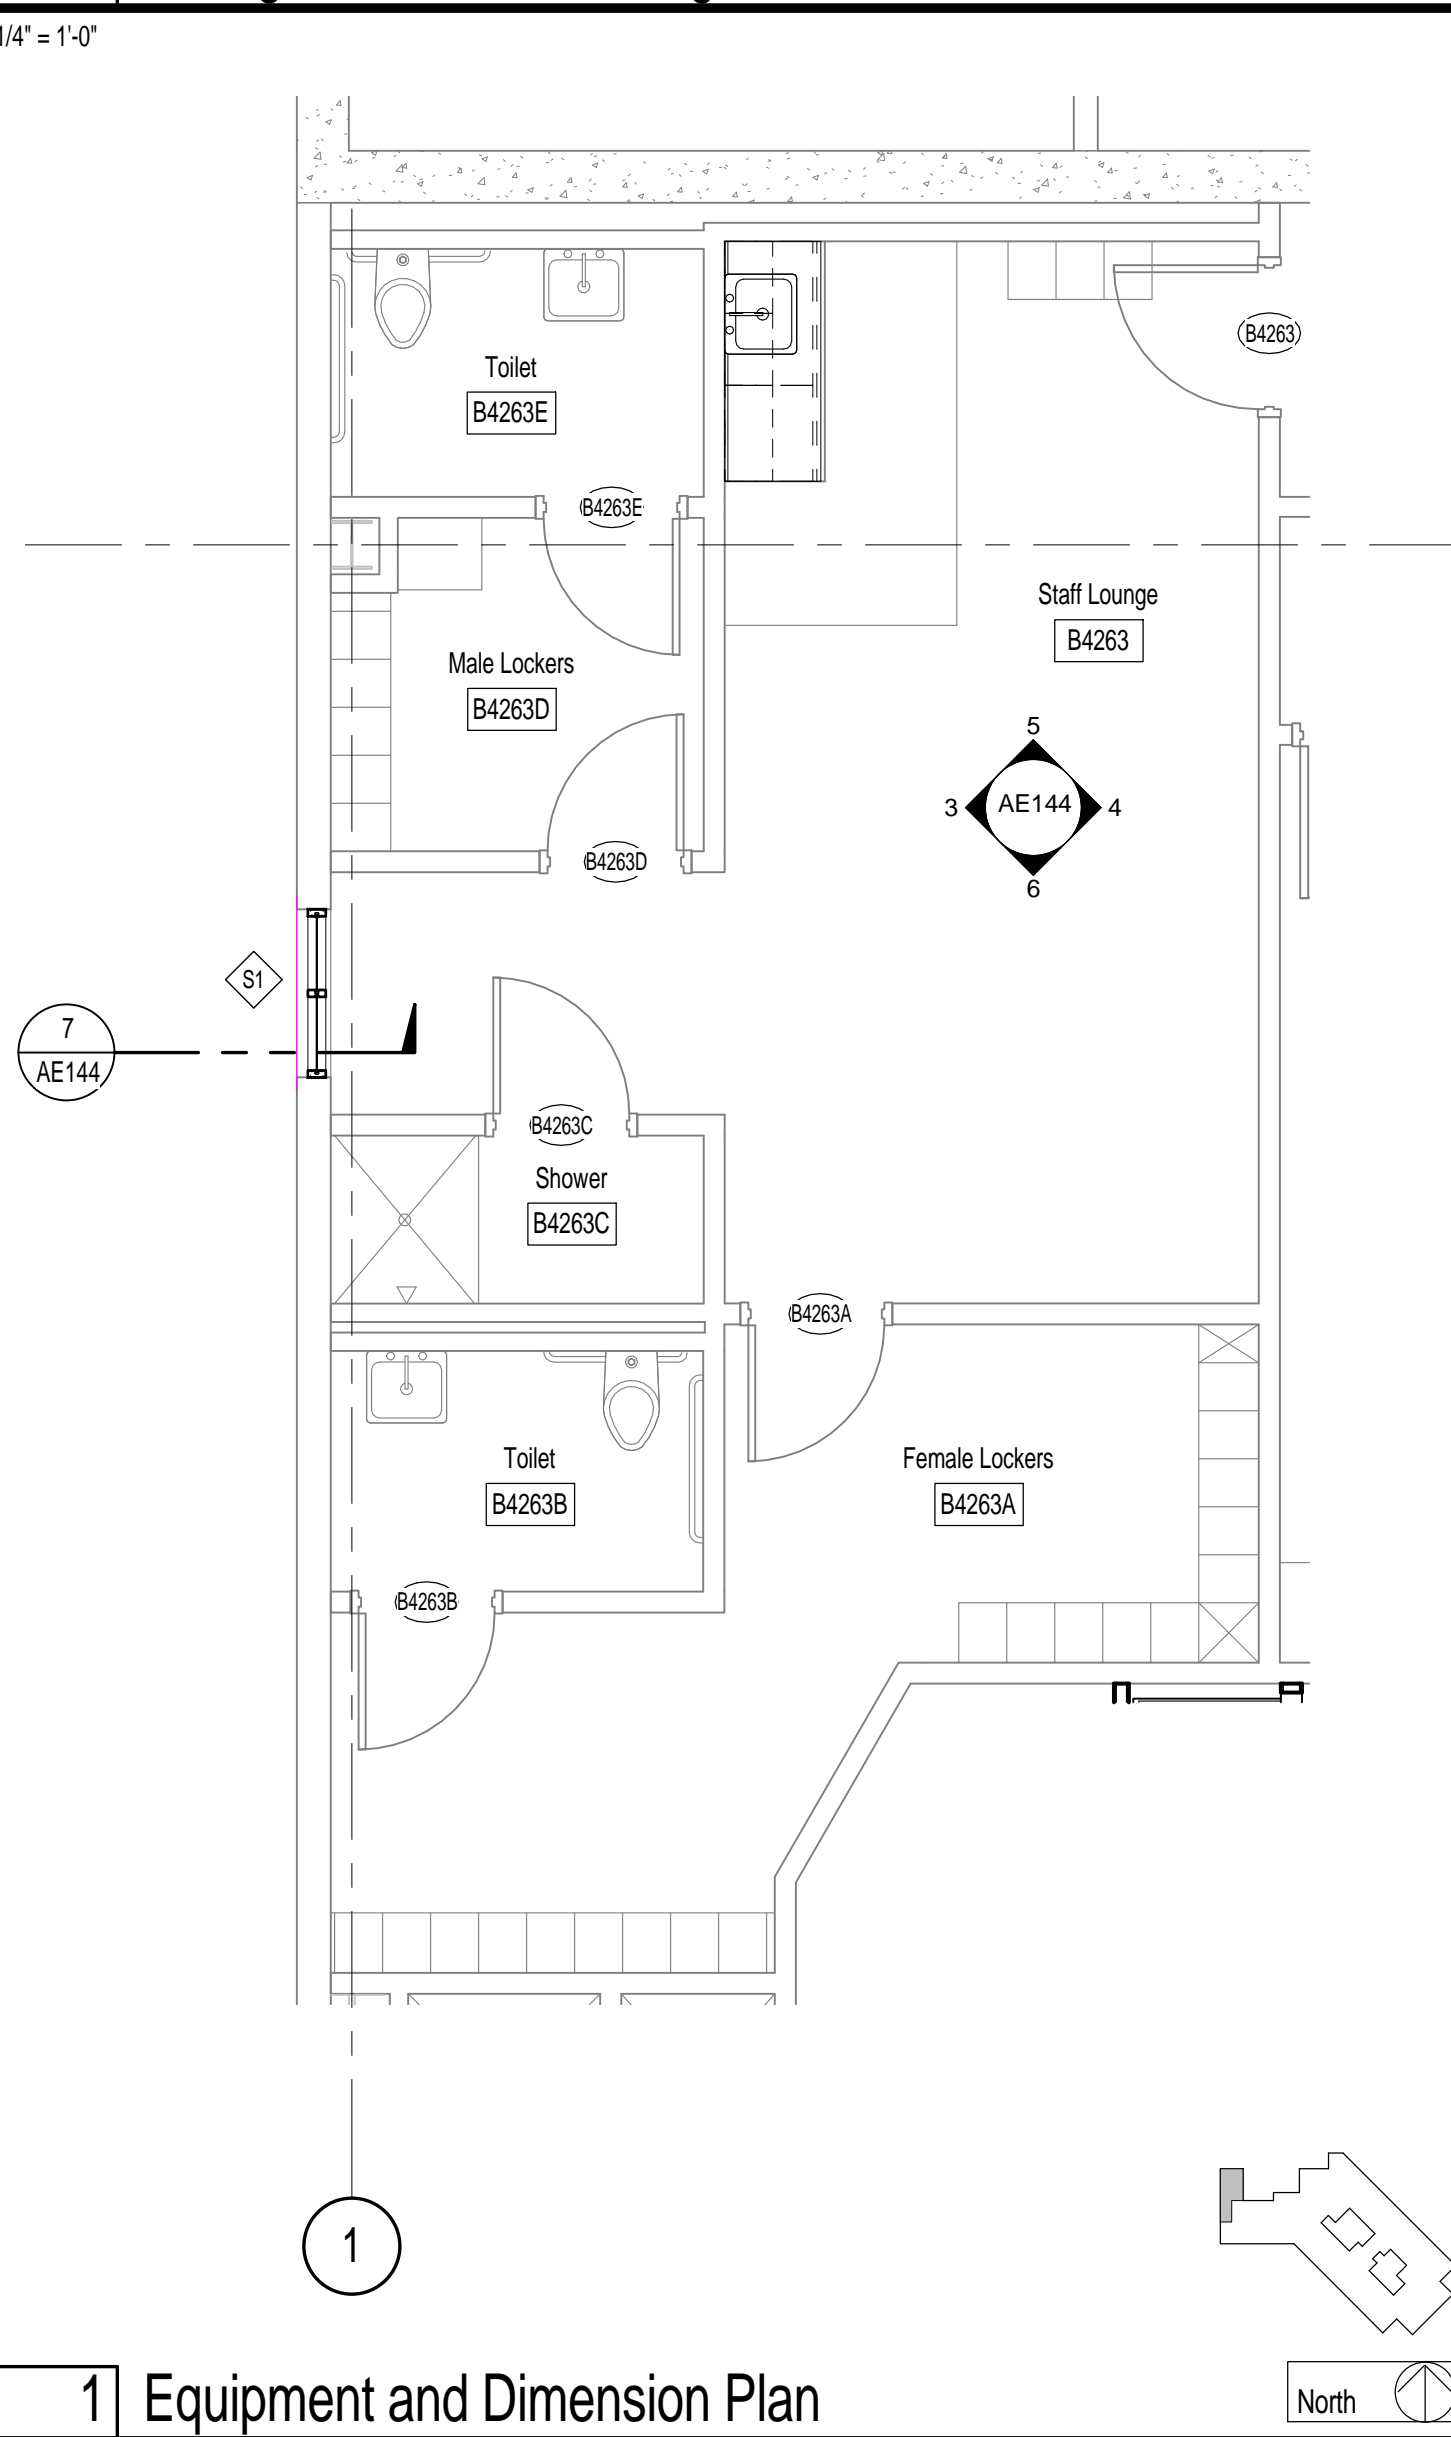 1/4" = 1'-0"
B4263
Toilet
B4263E
B4263E
Staff Lounge
B4263
Male Lockers
B4263D
5
3
AE144
4
6
B4263D
S1
7
AE144
B4263C
Shower
B4263C
B4263A
Toilet
B4263B
Female Lockers
B4263A
B4263B
1
1
Equipment and Dimension Plan
North